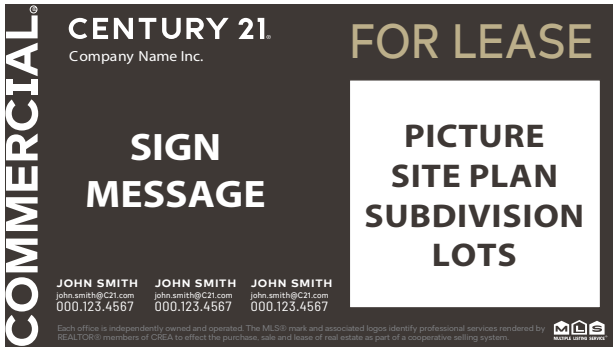 COMMERCIAL®
CENTURY 21®
Company Name Inc.
FOR LEASE
SIGN
MESSAGE
PICTURE
SITE PLAN
SUBDIVISION
LOTS
JOHN SMITH
john.smith@C21.com
000.123.4567
JOHN SMITH
john.smith@C21.com
000.123.4567
JOHN SMITH
john.smith@C21.com
000.123.4567
Each office is independently owned and operated. The MLS® mark and associated logos identify professional services rendered by
REALTOR® members of CREA to effect the purchase, sale and lease of real estate as part of a cooperative selling system.
MLS
MULTIPLE LISTING SERVICE®